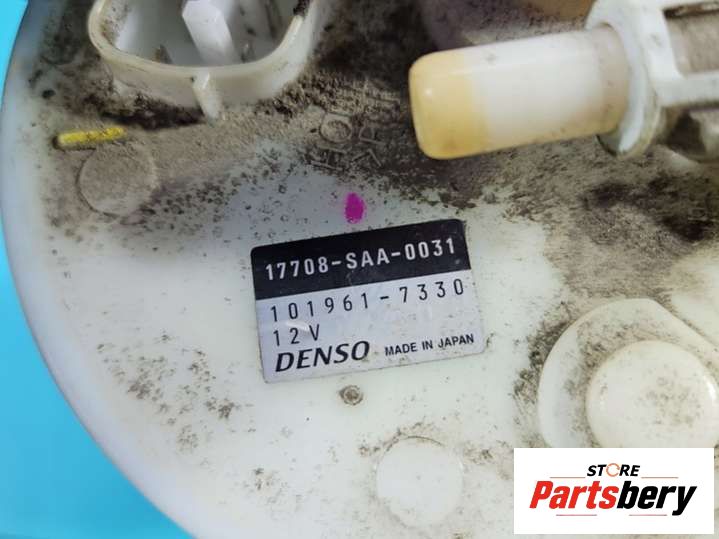 17708-SAA-0031
101961-7330
12V
DENSO MADE IN JAPAN
STORE
Partsbery